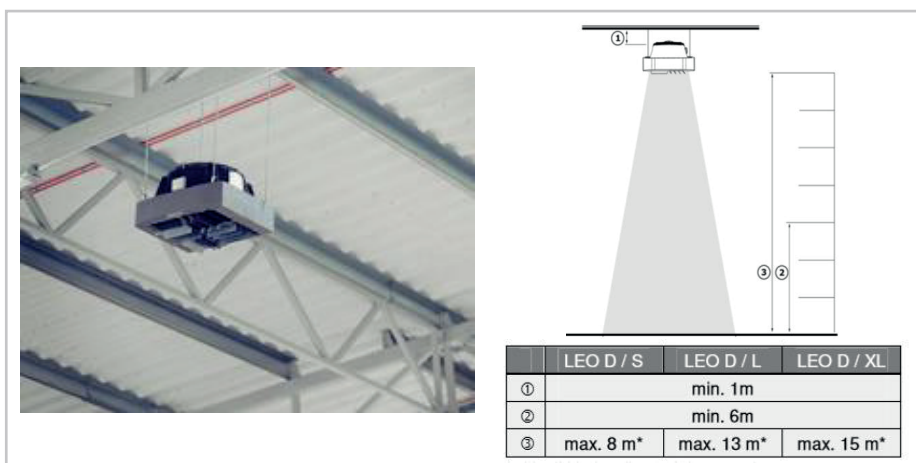 ①
③ ②
LEO D / S LEO D / L LEO D / XL
① min. 1m
② min. 6m
③ max. 8 m* max. 13 m* max. 15 m*